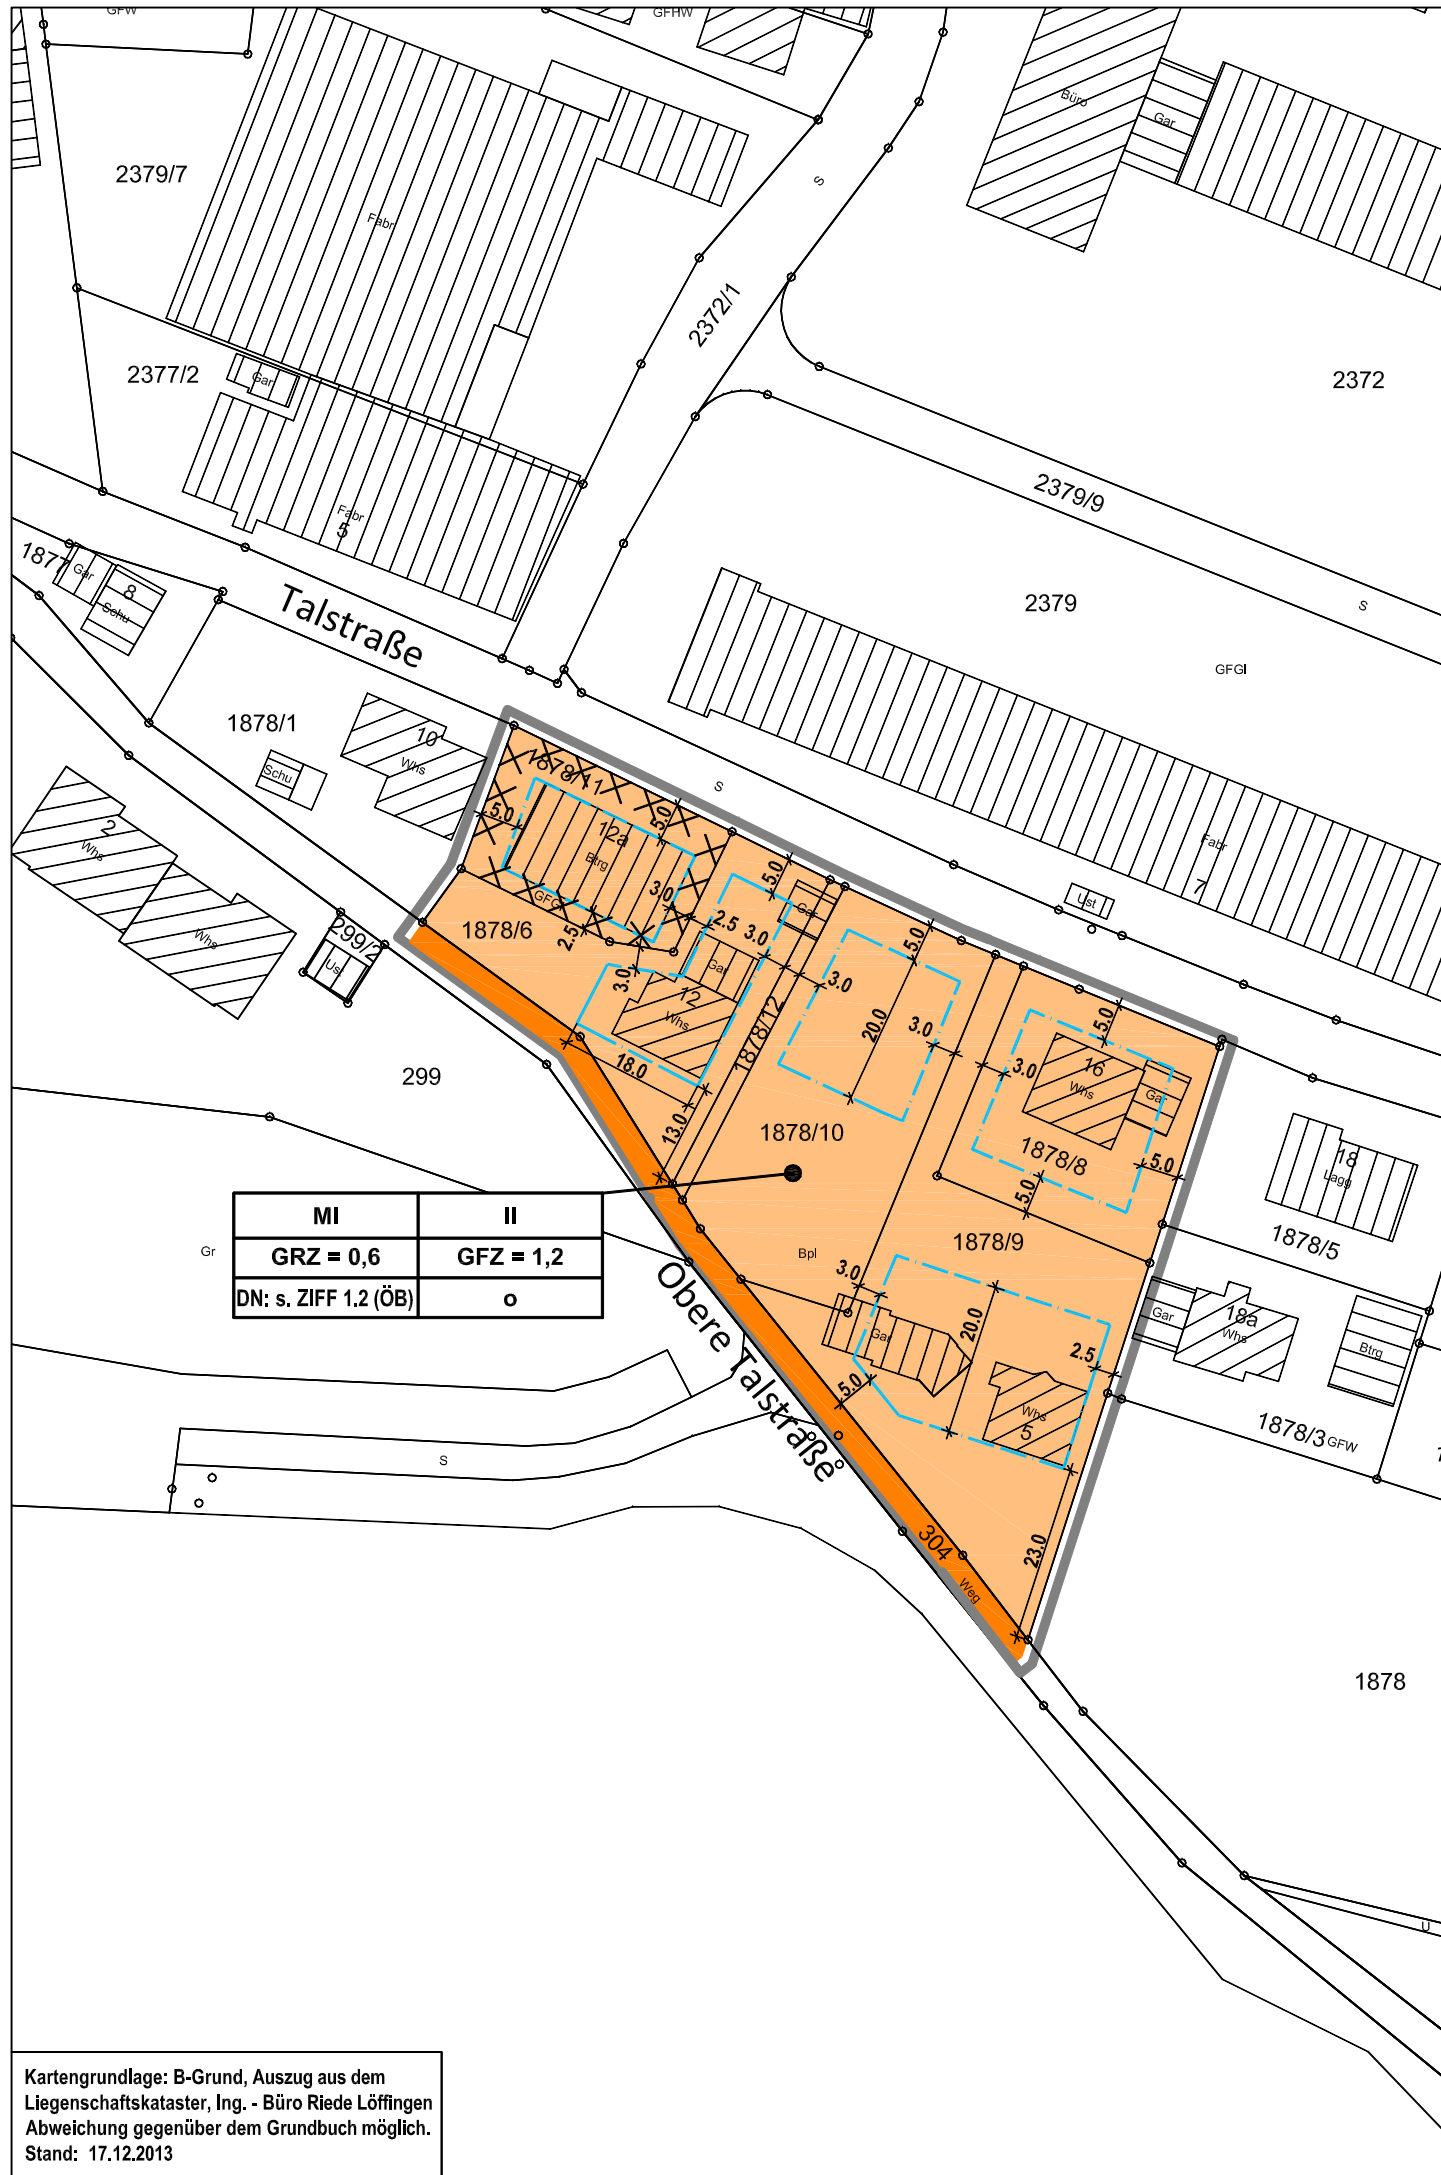 GFW
GFHW
2379/7
Fabr
S
Büro
Gar
2372/1
2377/2
Gar
2372
Fabr
5
2379/9
S
1877
Gar
8
Schu
Talstraße
2379
GFGI
1878/1
10
Whs
Schu
S
1878/11
5.0
5.0
12a
Btrg
2
Whs
Whs
5.0
Fabr
7
Ust
3.0
GFGI
2.5
2.5
3.0
Gar
1878/6
299/2
Gar
5.0
3.0
3.0
12
Whs
1878/12
20.0
3.0
5.0
18.0
3.0
16
Whs
Gar
299
13.0
1878/10
1878/8
5.0
5.0
18
Lagg
MI
II
GRZ = 0,6
GFZ = 1,2
DN: s. ZIFF 1.2 (ÖB)
o
Gr
Bpl
1878/9
1878/5
3.0
Gar
20.0
Gar
18a
Whs
Btrg
2.5
5.0
Whs
5
1878/3
GFW
Obere Talstraße
S
304
Weg
23.0
1878
U
Kartengrundlage: B-Grund, Auszug aus dem
Liegenschaftskataster, Ing. - Büro Riede Löffingen
Abweichung gegenüber dem Grundbuch möglich.
Stand: 17.12.2013